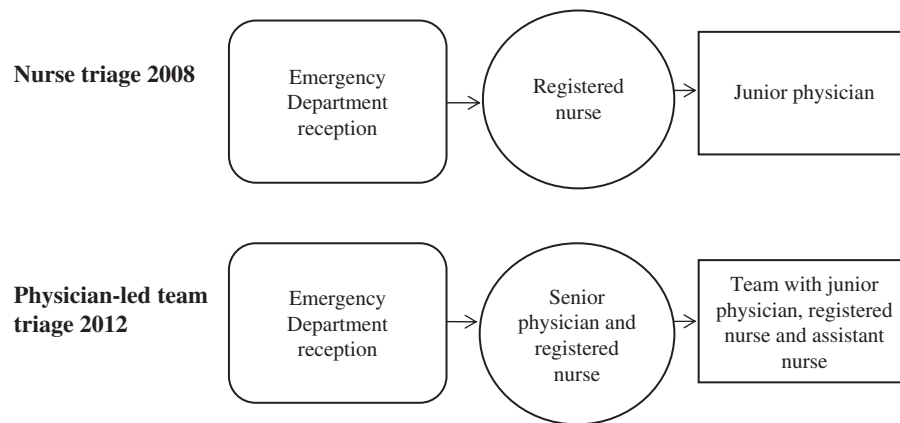 Nurse triage 2008
Emergency
Department
reception
Registered
nurse
Junior physician
Physician-led team
triage 2012
Emergency
Department
reception
Senior
physician and
registered
nurse
Team with junior
physician, registered
nurse and assistant
nurse